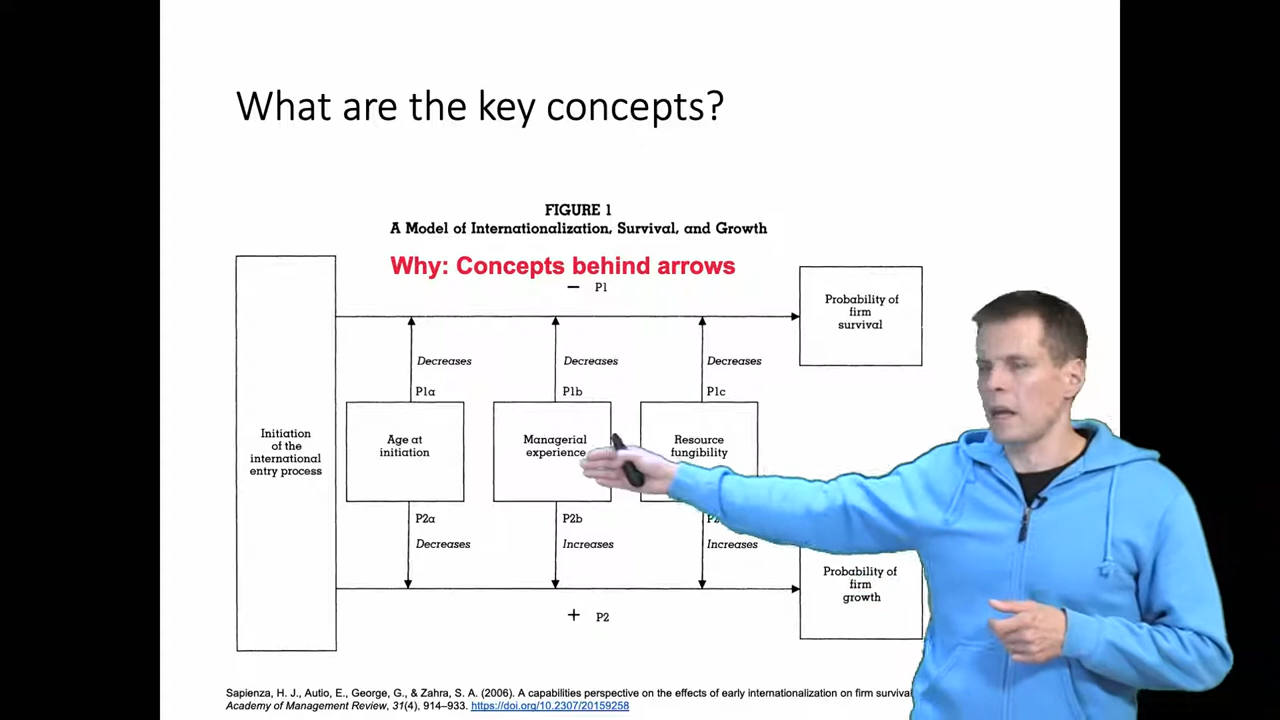 What are the key concepts?
FIGURE 1
A Model of Internationalization, Survival, and Growth
Why: Concepts behind arrows
− P1
Probability of
firm
survival
Decreases
Decreases
Decreases
P1a
P1b
P1c
Initiation
of the
international
entry process
Age at
initiation
Managerial
experience
Resource
fungibility
P2a
P2b
Decreases
Increases
Increases
Probability of
firm
growth
+ P2
Sapienza, H. J., Autio, E., George, G., & Zahra, S. A. (2006). A capabilities perspective on the effects of early internationalization on firm survival
Academy of Management Review, 31(4), 914–933. https://doi.org/10.2307/20159258